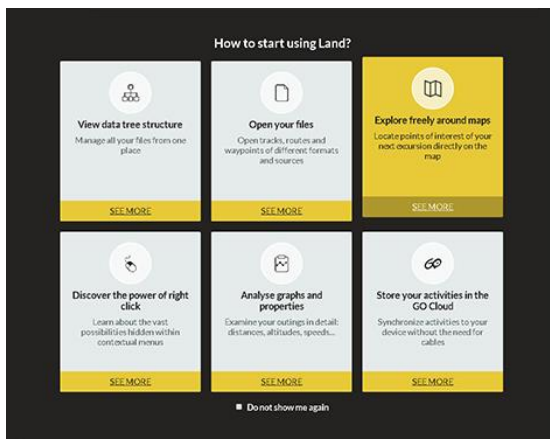 How to start using Land?
View data tree structure
Manage all your files from one
place
SEE MORE
Open your files
Open tracks, routes and
waypoints of different formats
and sources
SEE MORE
Explore freely around maps
Locate points of interest of your
next excursion directly on the
map
SEE MORE
Discover the power of right
click
Learn about the vast
possibilities hidden within
contextual menus
SEE MORE
Analyse graphs and
properties
Examine your outings in detail:
distances, altitudes, speeds...
SEE MORE
GO
Store your activities in the
GO Cloud
Synchronize activities to your
device without the need for
cables
SEE MORE
Do not show me again